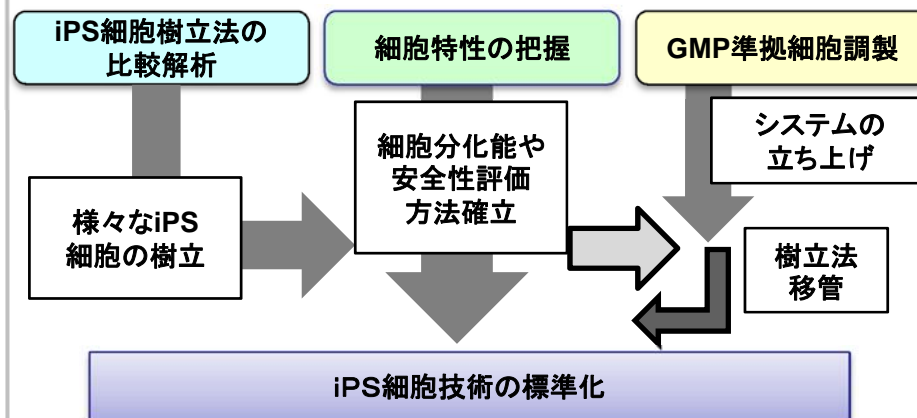 iPS細胞樹立法の
比較解析
細胞特性の把握
GMP準拠細胞調製
システムの
立ち上げ
細胞分化能や
安全性評価
方法確立
様々なiPS
細胞の樹立
樹立法
移管
iPS細胞技術の標準化